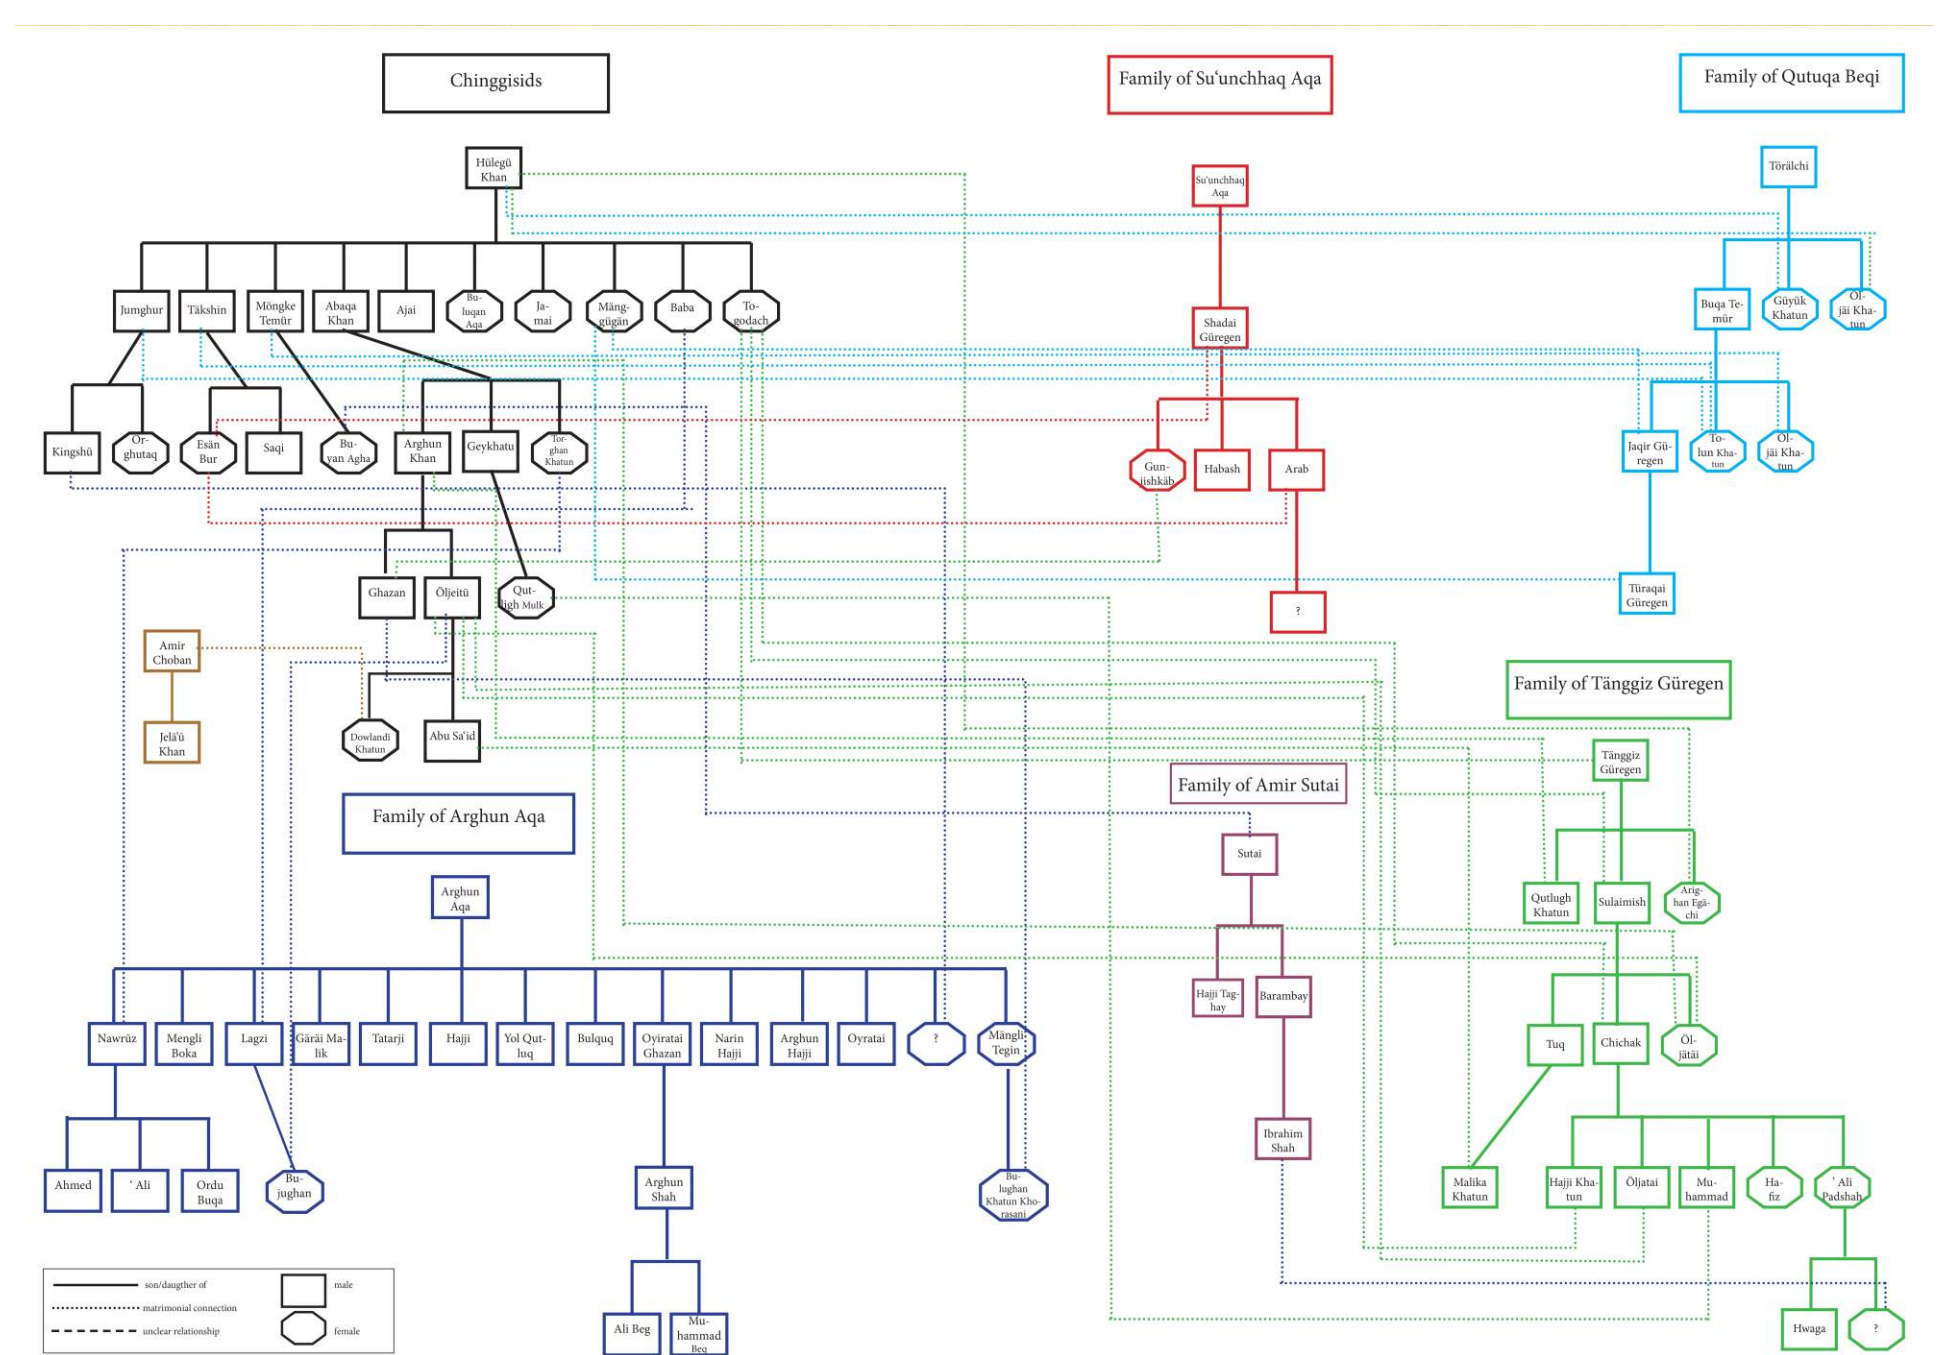 Chinggisids
Family of Su‘unchhaq Aqa
Family of Qutuqa Beqi
Hülegü
Khan
Su‘unchhaq
Aqa
Törälchi
Jumghur
Täkshin
Möngke
Temür
Abaqa
Khan
Ajai
Bu-
luqan
Aqa
Ja-
mai
Mäng-
gügän
Baba
To-
godach
Shadai
Güregen
Buqa Te-
mür
Güyük
Khatun
Öl-
jäi Kha-
tun
Kingshü
Or-
ghutaq
Esän
Bur
Saqi
Bu-
yan Agha
Arghun
Khan
Geykhatu
Tor-
ghan
Khatun
Gun-
jishkäb
Habash
Arab
Jaqir Gü-
regen
To-
lun Kha-
tun
Öl-
jäi Kha-
tun
Ghazan
Öljeitü
Qut-
ligh Mulk
?
Türaqai
Güregen
Amir
Choban
Family of Tänggiz Güregen
Jelä'ü
Khan
Dowlandi
Khatun
Abu Sa‘id
Tänggiz
Güregen
Family of Arghun Aqa
Family of Amir Sutai
Sutai
Arghun
Aqa
Qutlugh
Khatun
Sulaimish
Arig-
han Egä-
chi
Hajji Tag-
hay
Barambay
Nawrüz
Mengli
Boka
Lagzi
Gäräi Ma-
lik
Tatarji
Hajji
Yol Qut-
luq
Bulquq
Oyiratai
Ghazan
Narin
Hajji
Arghun
Hajji
Oyratai
?
Mängli
Tegin
Tuq
Chichak
Öl-
jätäi
Ibrahim
Shah
Ahmed
‘ Ali
Ordu
Buqa
Bu-
jughan
Arghun
Shah
Bu-
lughan
Khatun Kho-
rasani
Malika
Khatun
Hajji Kha-
tun
Öljatai
Mu-
hammad
Ha-
fiz
‘ Ali
Padshah
son/daugther of
male
matrimonial connection
unclear relationship
female
Ali Beg
Mu-
hammad
Beq
Hwaga
?